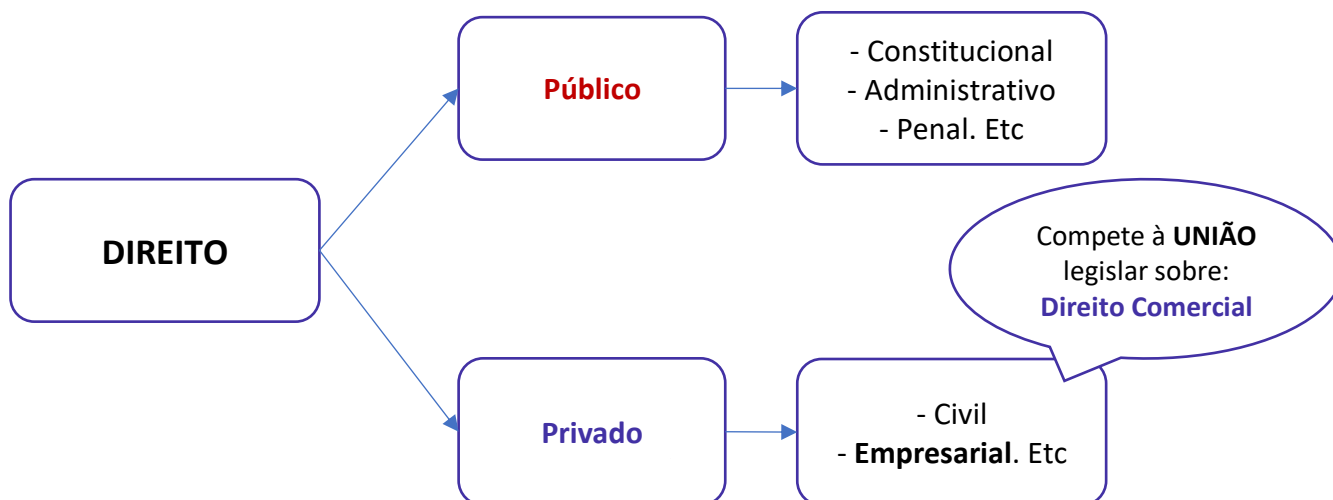 DIREITO
Público
- Constitucional
- Administrativo
- Penal. Etc
Compete à UNIÃO
legislar sobre:
Direito Comercial
Privado
- Civil
- Empresarial. Etc